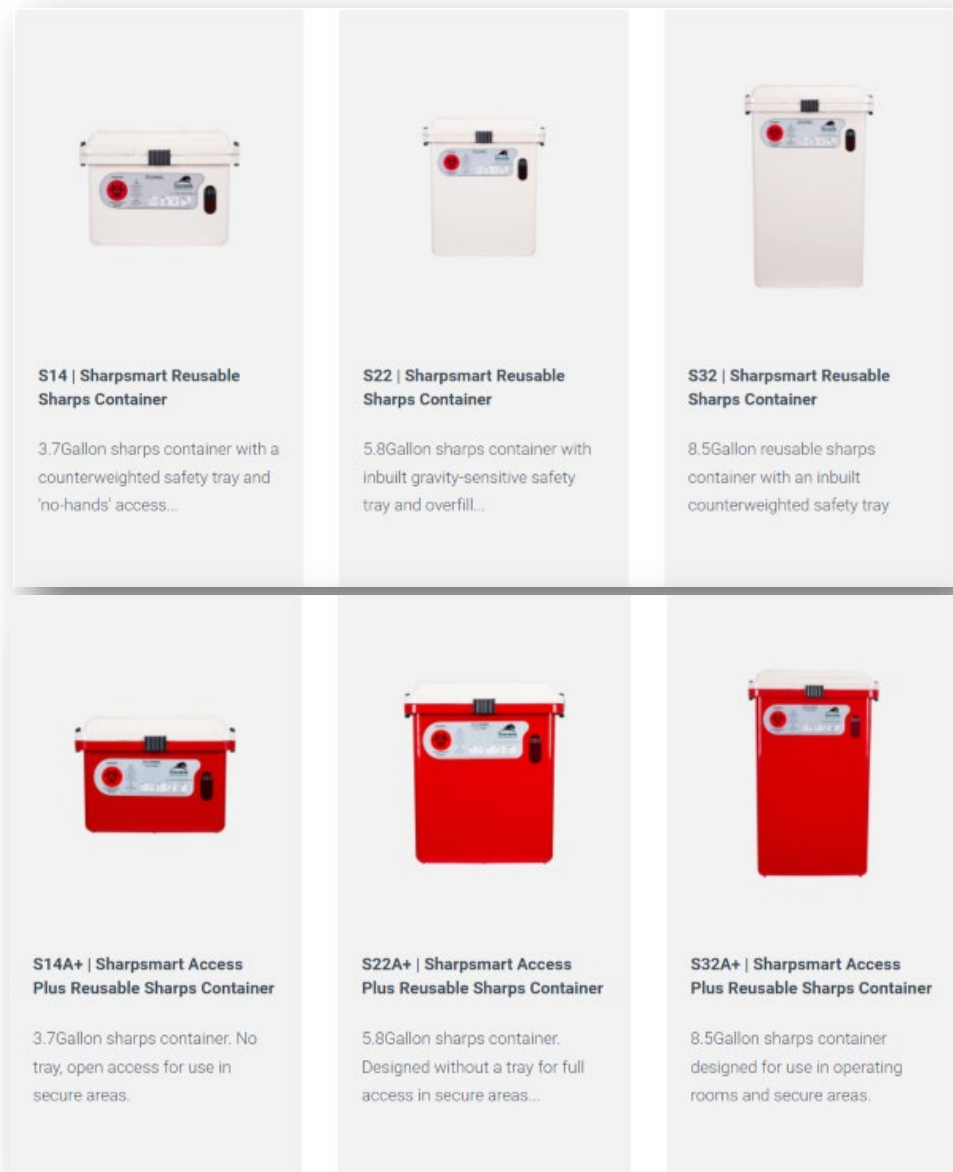 S14 | Sharpsmart Reusable
Sharps Container
3.7Gallon sharps container with a
counterweighted safety tray and
'no-hands' access...
S22 | Sharpsmart Reusable
Sharps Container
5.8Gallon sharps container with
inbuilt gravity-sensitive safety
tray and overfill...
S32 | Sharpsmart Reusable
Sharps Container
8.5Gallon reusable sharps
container with an inbuilt
counterweighted safety tray
S14A+ | Sharpsmart Access
Plus Reusable Sharps Container
3.7Gallon sharps container. No
tray, open access for use in
secure areas.
S22A+ | Sharpsmart Access
Plus Reusable Sharps Container
5.8Gallon sharps container.
Designed without a tray for full
access in secure areas...
S32A+ | Sharpsmart Access
Plus Reusable Sharps Container
8.5Gallon sharps container
designed for use in operating
rooms and secure areas.